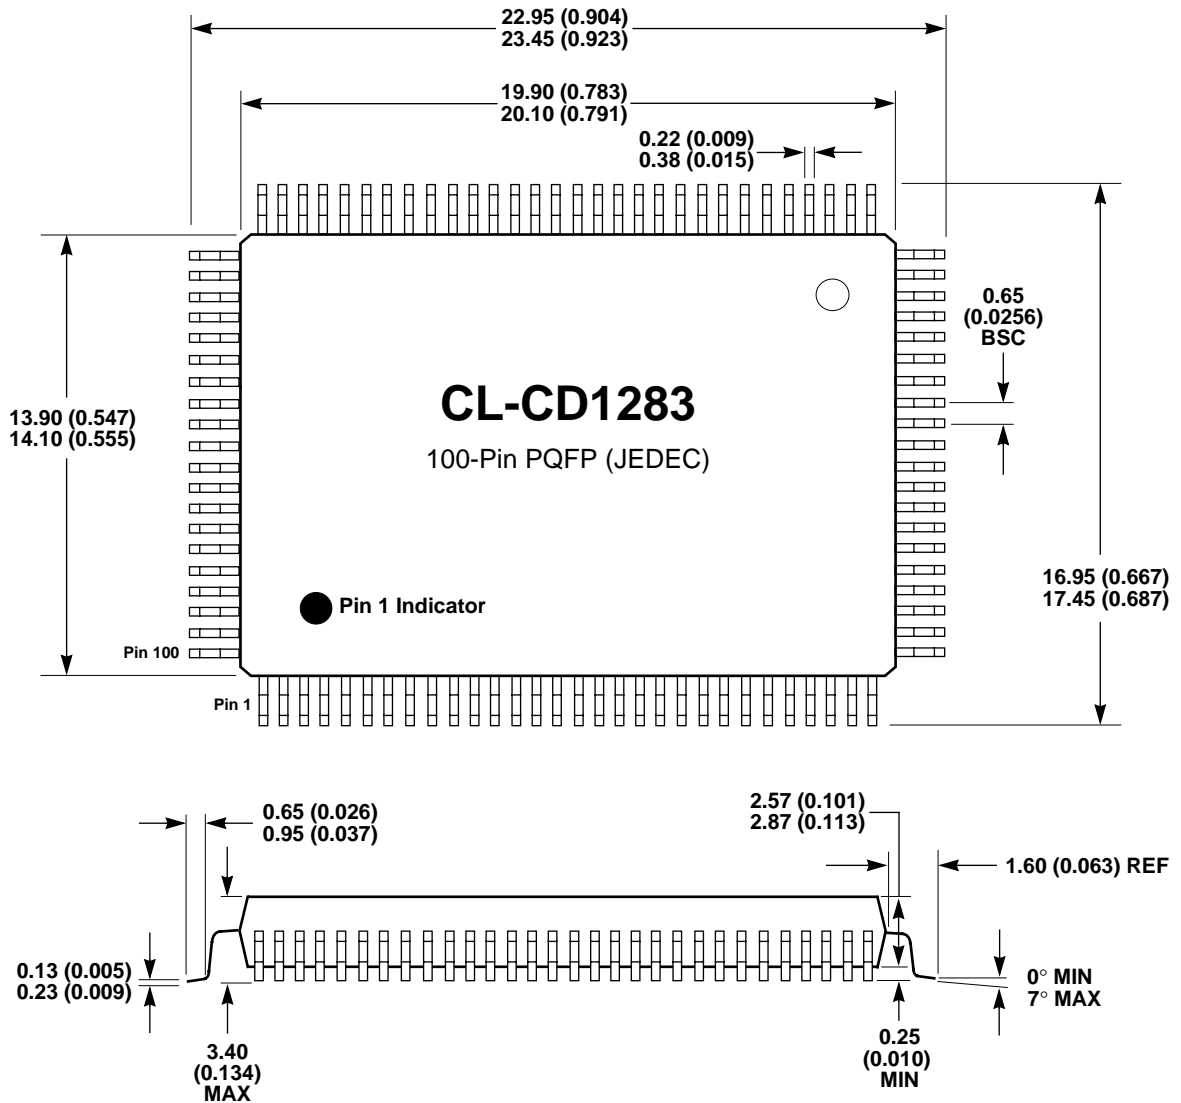 22.95 (0.904)
23.45 (0.923)
19.90 (0.783)
20.10 (0.791)
0.22 (0.009)
0.38 (0.015)
0.65
(0.0256)
BSC
CL-CD1283
100-Pin PQFP (JEDEC)
13.90 (0.547)
14.10 (0.555)
16.95 (0.667)
17.45 (0.687)
Pin 1 Indicator
Pin 100
Pin 1
0.65 (0.026)
0.95 (0.037)
2.57 (0.101)
2.87 (0.113)
1.60 (0.063) REF
0.13 (0.005)
0.23 (0.009)
0° MIN
7° MAX
3.40
(0.134)
MAX
0.25
(0.010)
MIN